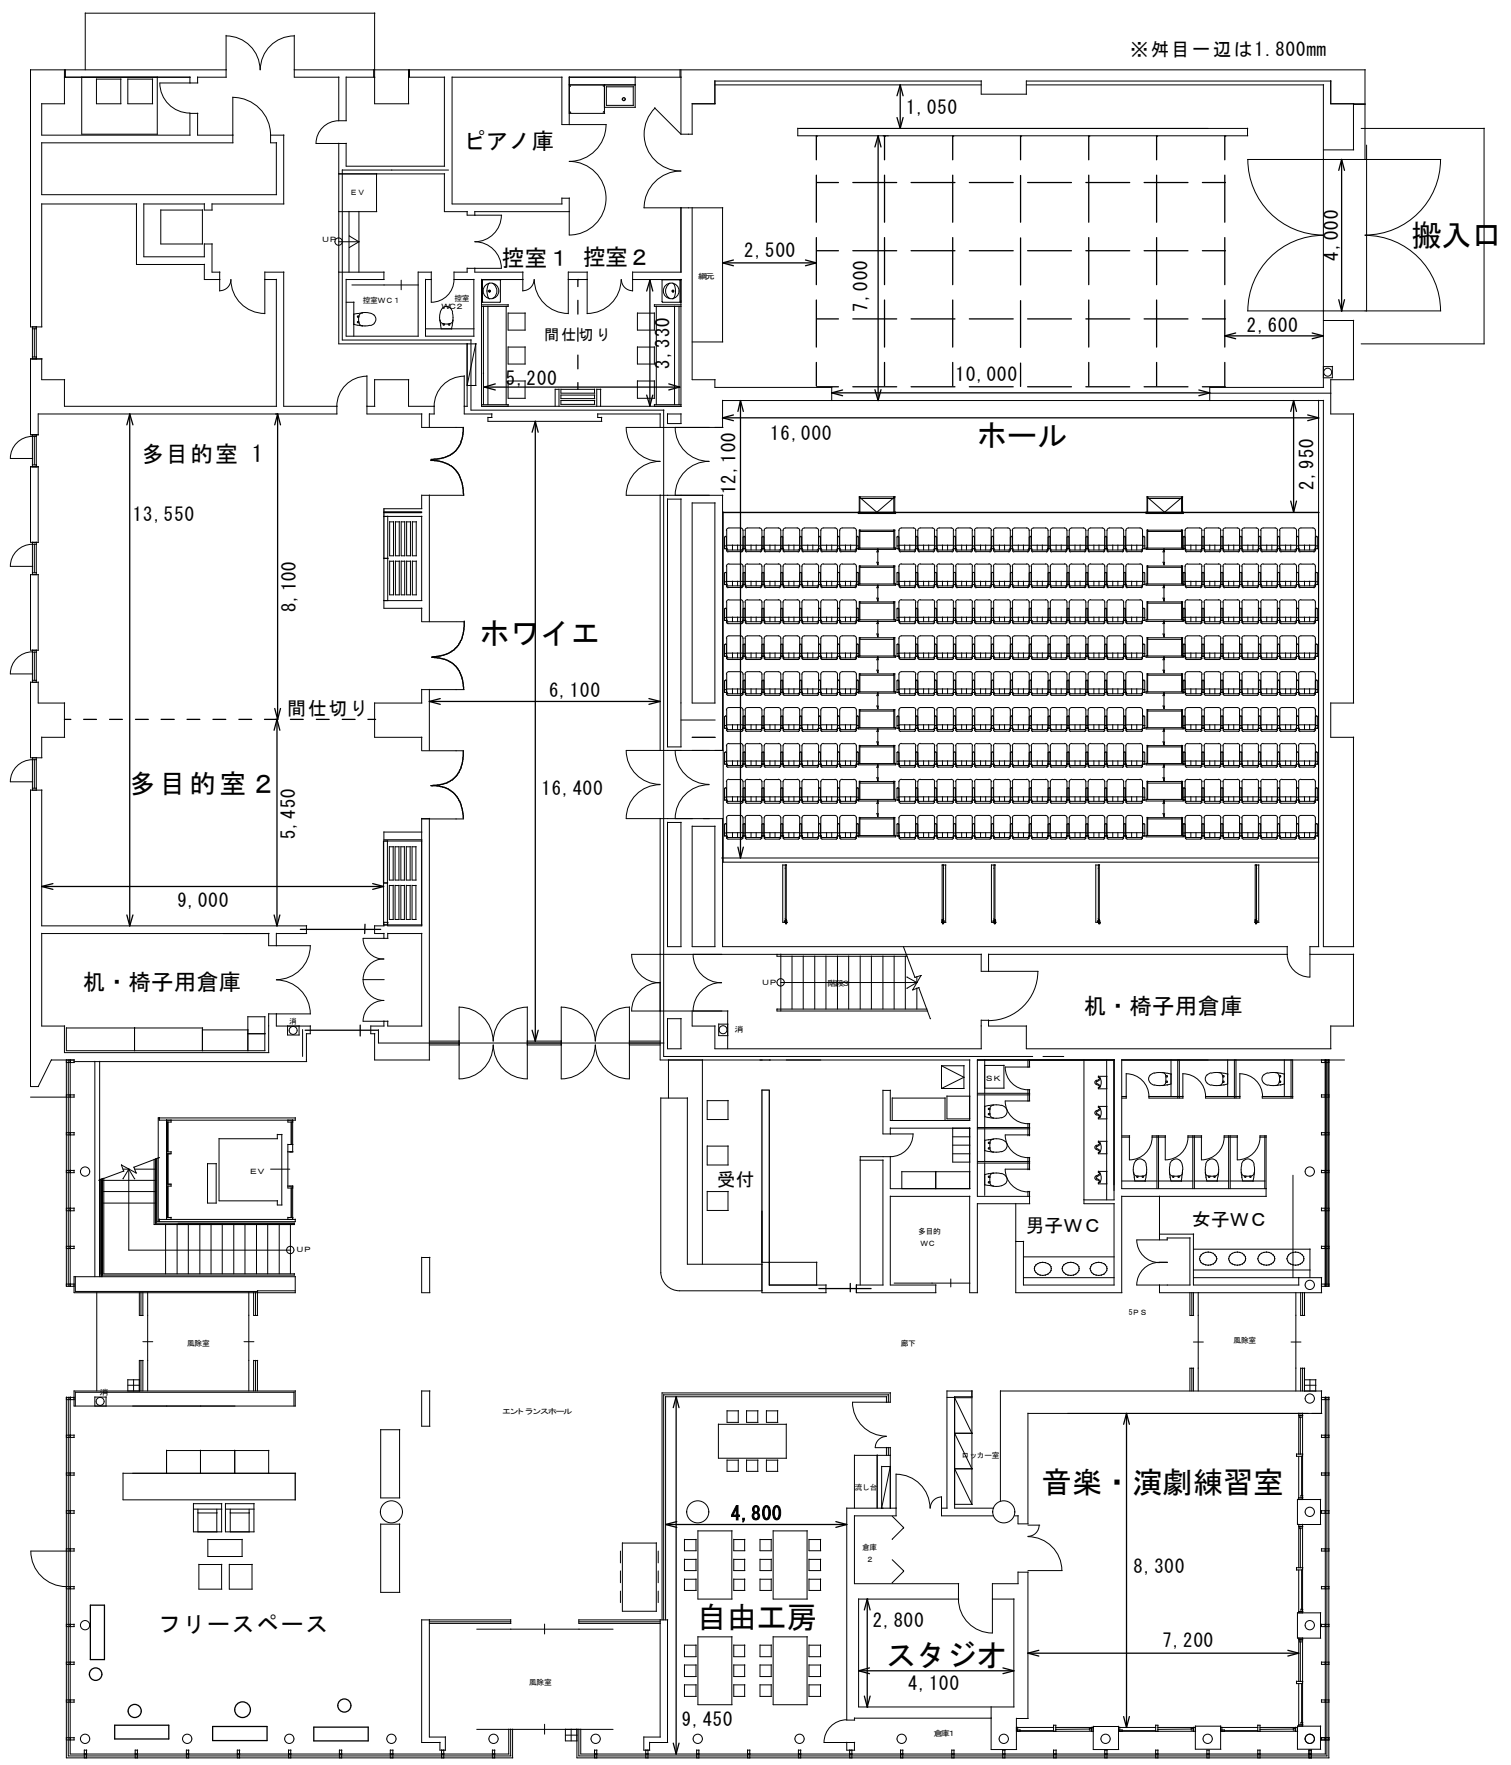 ※舛目一辺は1.800mm
1,050
ピアノ庫
EV
UP
控室1 控室2
2,500
7,000
4,000
搬入口
綱元
控室WC1
控室
WC2
間仕切り
3,330
2,600
5,200
10,000
多目的室 1
16,000
ホール
12,100
2,950
13,550
8,100
ホワイエ
6,100
間仕切り
多目的室 2
5,450
16,400
9,000
机・椅子用倉庫
UP
階段3
机・椅子用倉庫
消
消
SK
EV
受付
男子WC
女子WC
多目的
WC
UP
SPS
風除室
廊下
風除室
消
エントランスホール
ロッカー室
流し台
音楽・演劇練習室
4,800
倉庫
2
8,300
フリースペース
自由工房
2,800
スタジオ
7,200
4,100
風除室
9,450
倉庫1